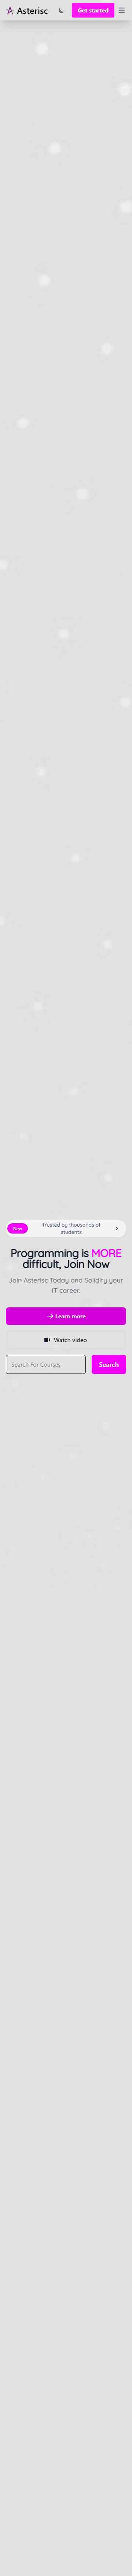 Asterisc
Get started
New
Trusted by thousands of
students
Programming is MORE
difficult, Join Now
Join Asterisc Today and Solidify your
IT career.
Learn more
Watch video
Search For Courses
Search